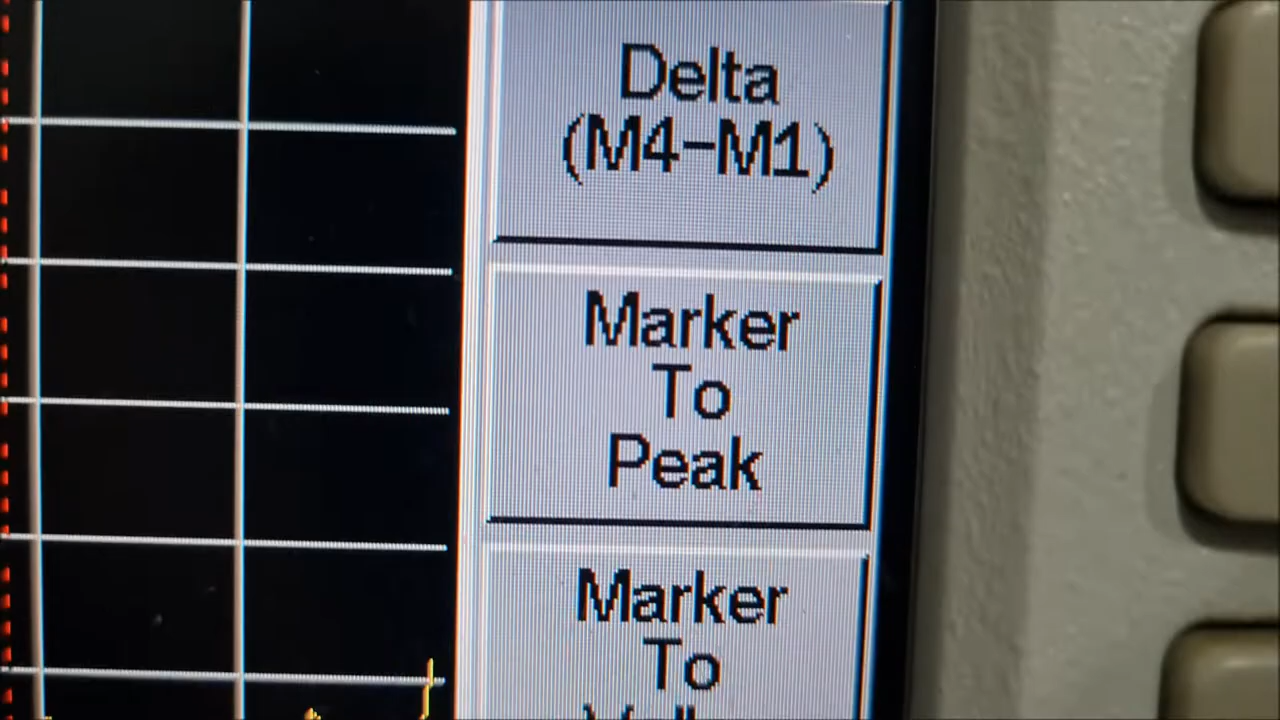 Delta
(M4-M1)
Marker
To
Peak
Marker
To